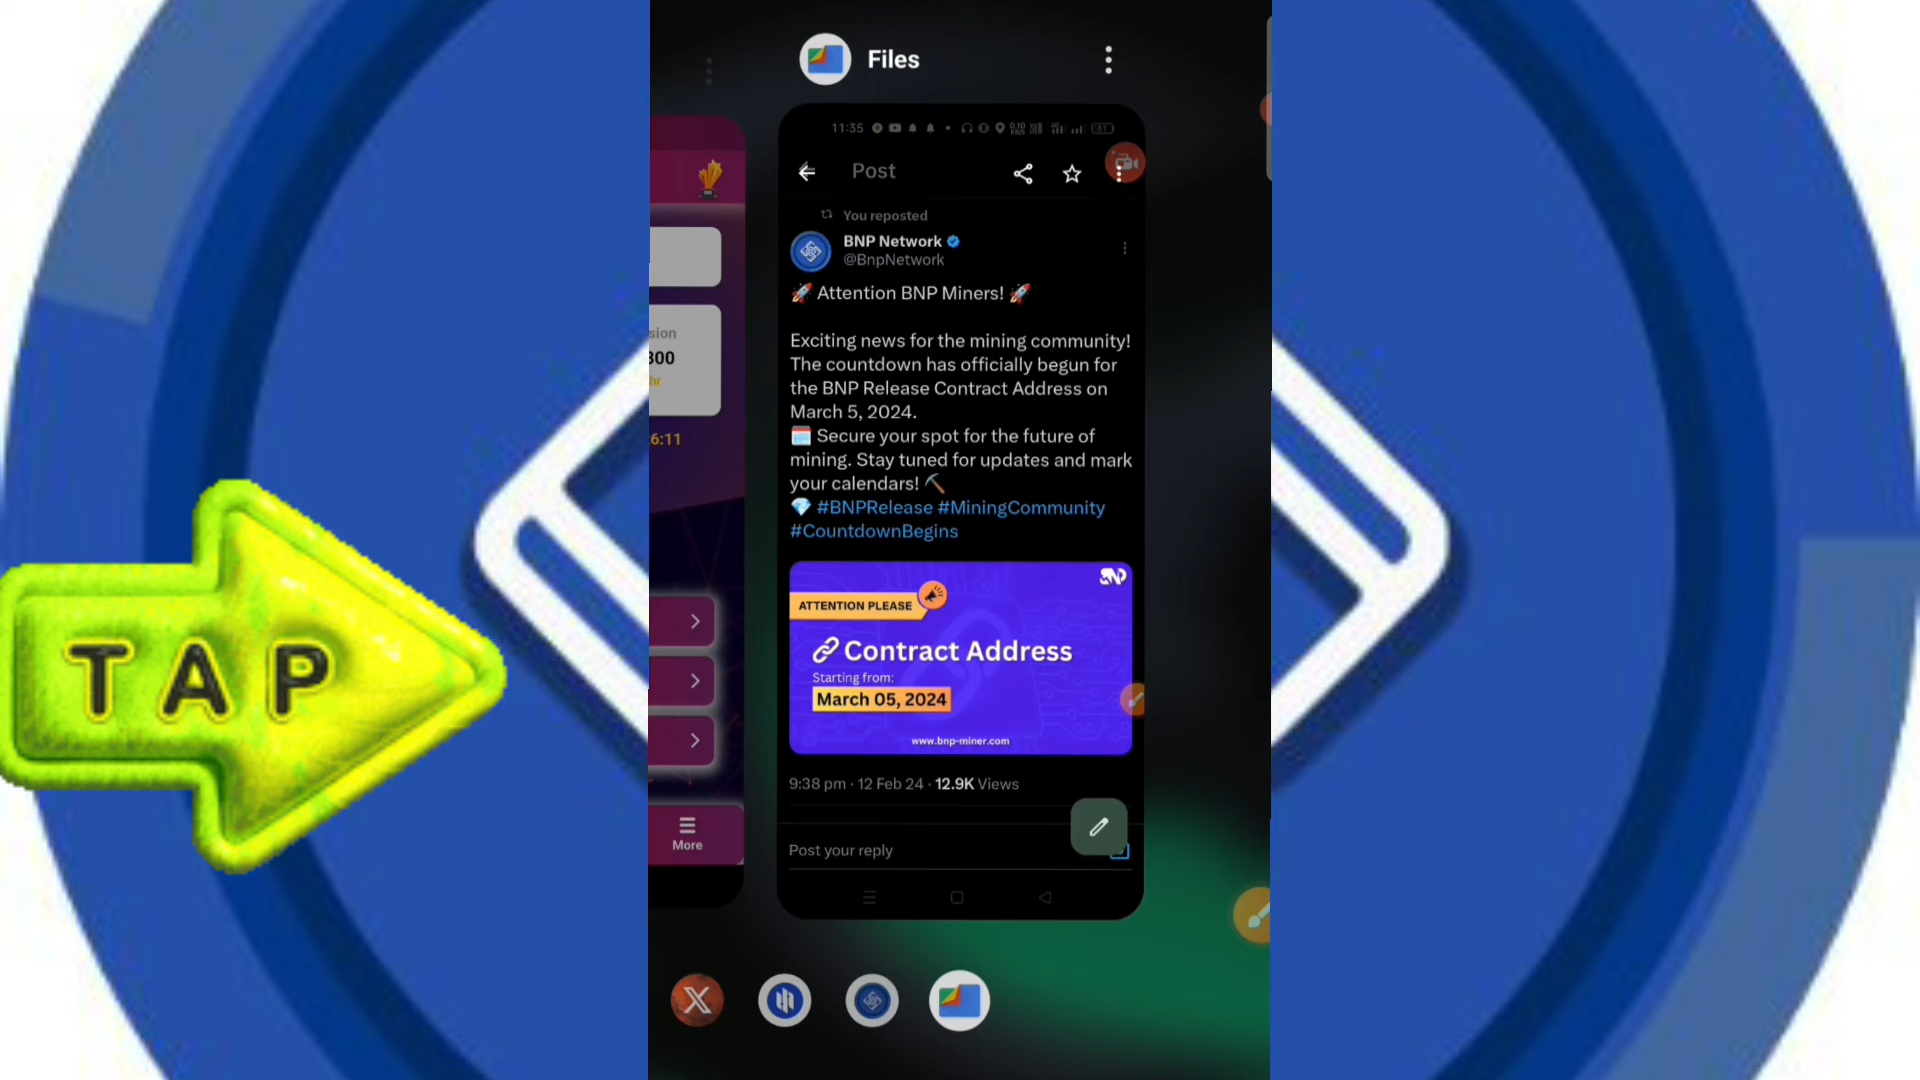 Files
11:35
Post
You reposted
BNP Network
@BnpNetwork
🚀 Attention BNP Miners! 🚀
Exciting news for the mining community!
The countdown has officially begun for
the BNP Release Contract Address on
March 5, 2024.
🗓️ Secure your spot for the future of
mining. Stay tuned for updates and mark
your calendars! ⛏️
💎 #BNPRelease #MiningCommunity
#CountdownBegins
BNP
ATTENTION PLEASE
Contract Address
Starting from:
March 05, 2024
www.bnp-miner.com
9:38 pm · 12 Feb 24 · 12.9K Views
Post your reply
sion
300
hr
6:11
More
TAP